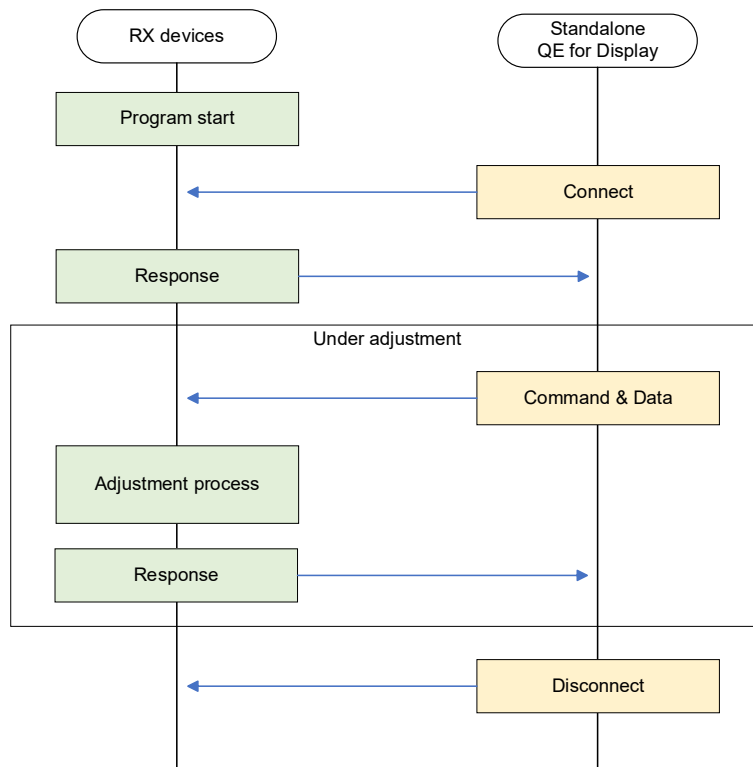 RX devices
Standalone
QE for Display
Program start
Connect
Response
Under adjustment
Command & Data
Adjustment process
Response
Disconnect